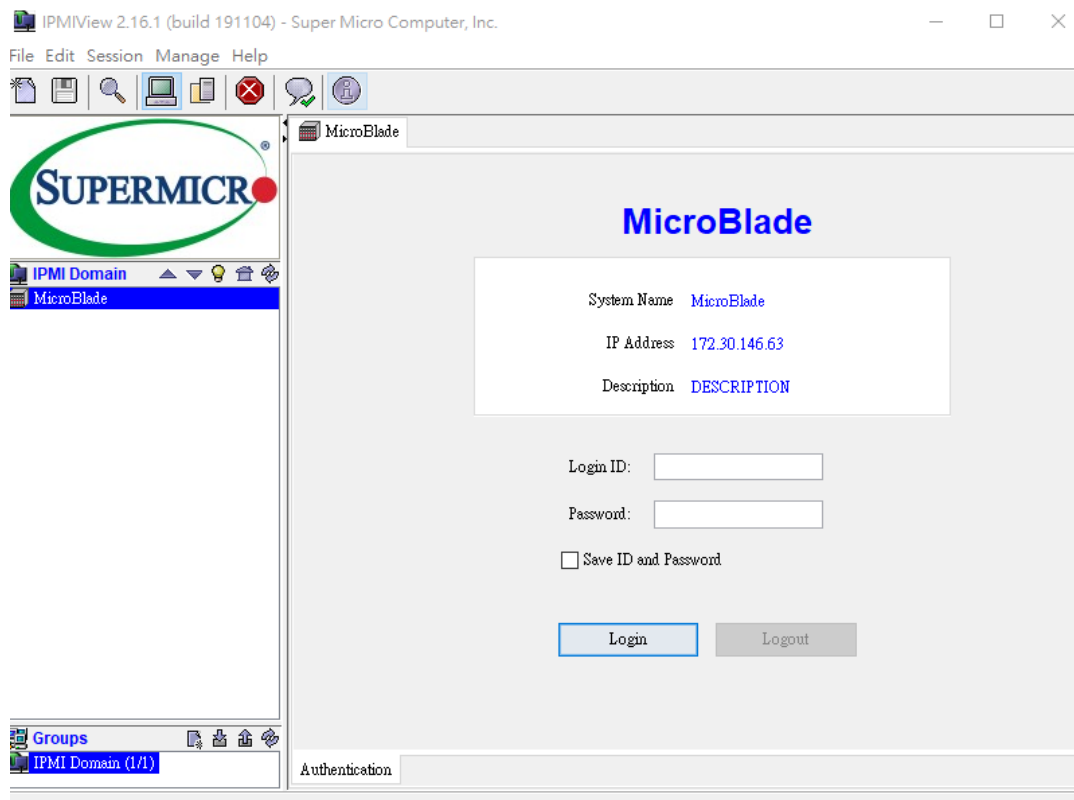 IPMIView 2.16.1 (build 191104) - Super Micro Computer, Inc.
File Edit Session Manage Help
SUPERMICR
®
MicroBlade
IPMI Domain
MicroBlade
MicroBlade
System Name MicroBlade
IP Address 172.30.146.63
Description DESCRIPTION
Login ID:
Password:
Save ID and Password
Login Logout
Groups
IPMI Domain (1/1)
Authentication